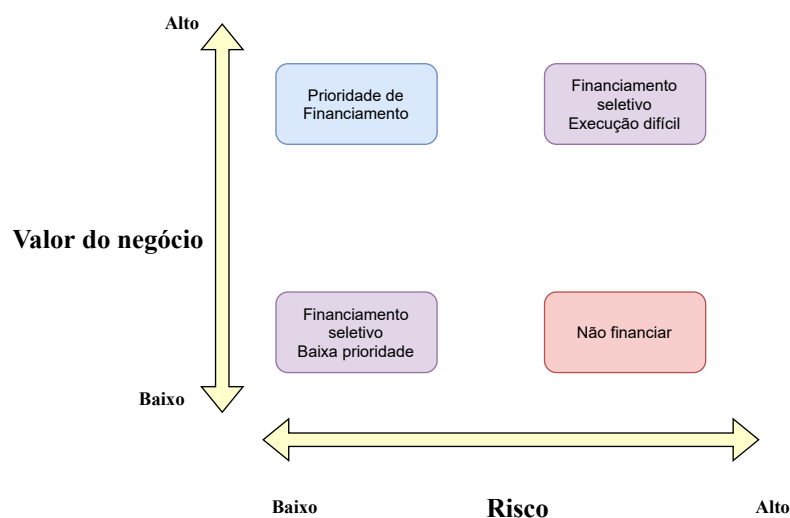 Alto
Prioridade de
Financiamento
Financiamento
seletivo
Execução difícil
Valor do negócio
Financiamento
seletivo
Baixa prioridade
Não financiar
Baixo
Baixo
Risco
Alto